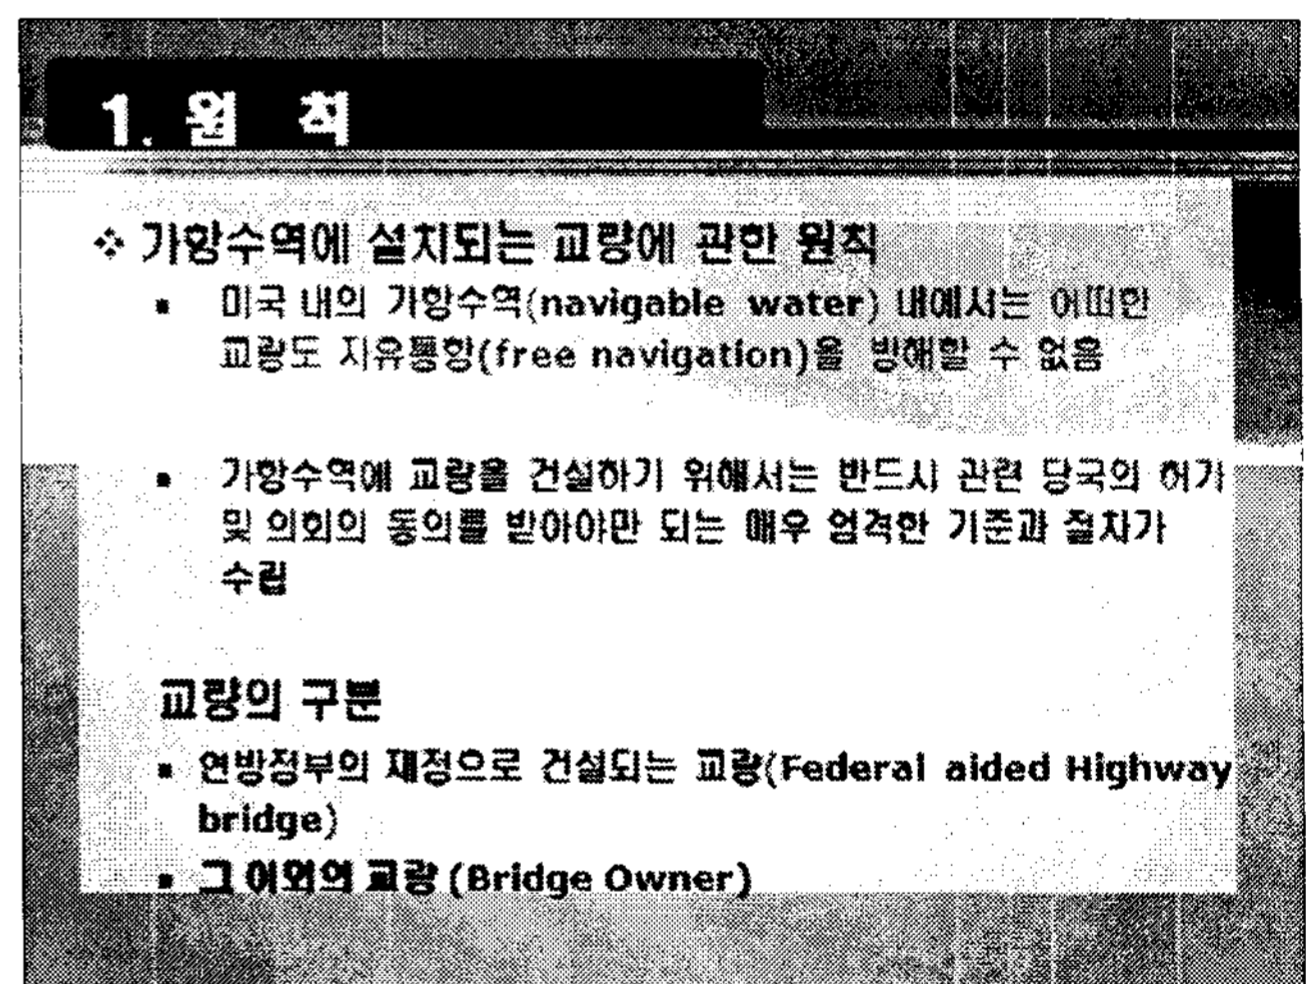 1. 원 칙
❖ 가항수역에 설치되는 교량에 관한 원칙
▪ 미국 내의 가항수역(navigable water) 내에서는 어떠한
교량도 자유통항(free navigation)을 방해할 수 없음
▪ 가항수역에 교량을 건설하기 위해서는 반드시 관련 당국의 허가
및 의회의 동의를 받아야만 되는 매우 엄격한 기준과 절차가
수립
교량의 구분
▪ 연방정부의 재정으로 건설되는 교량(Federal aided Highway
bridge)
▪ 그 이외의 교량 (Bridge Owner)